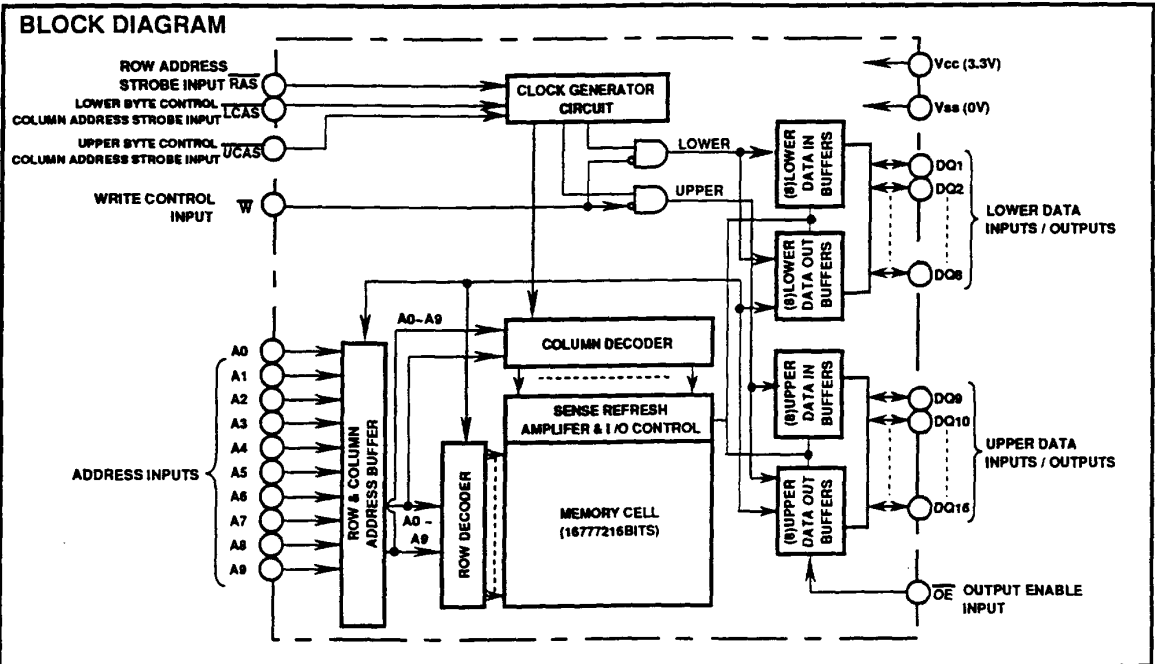 BLOCK DIAGRAM
ROW ADDRESS
STROBE INPUT RAS
LOWER BYTE CONTROL
COLUMN ADDRESS STROBE INPUT LCAS
UPPER BYTE CONTROL
COLUMN ADDRESS STROBE INPUT UCAS
WRITE CONTROL
INPUT W
CLOCK GENERATOR
CIRCUIT
LOWER
UPPER
(8)LOWER
DATA IN
BUFFERS
(8)LOWER
DATA OUT
BUFFERS
Vcc (3.3V)
Vss (0V)
DQ1
DQ2
DQ8
LOWER DATA
INPUTS / OUTPUTS
A0~A9
COLUMN DECODER
SENSE REFRESH
AMPLIFER & I /O CONTROL
MEMORY CELL
(16777216BITS)
ADDRESS INPUTS
A0
A1
A2
A3
A4
A5
A6
A7
A8
A9
ROW & COLUMN
ADDRESS BUFFER
A0 ~
A9
ROW DECODER
(8)UPPER
DATA IN
BUFFERS
(8)UPPER
DATA OUT
BUFFERS
DQ9
DQ10
DQ16
UPPER DATA
INPUTS / OUTPUTS
OE OUTPUT ENABLE
INPUT